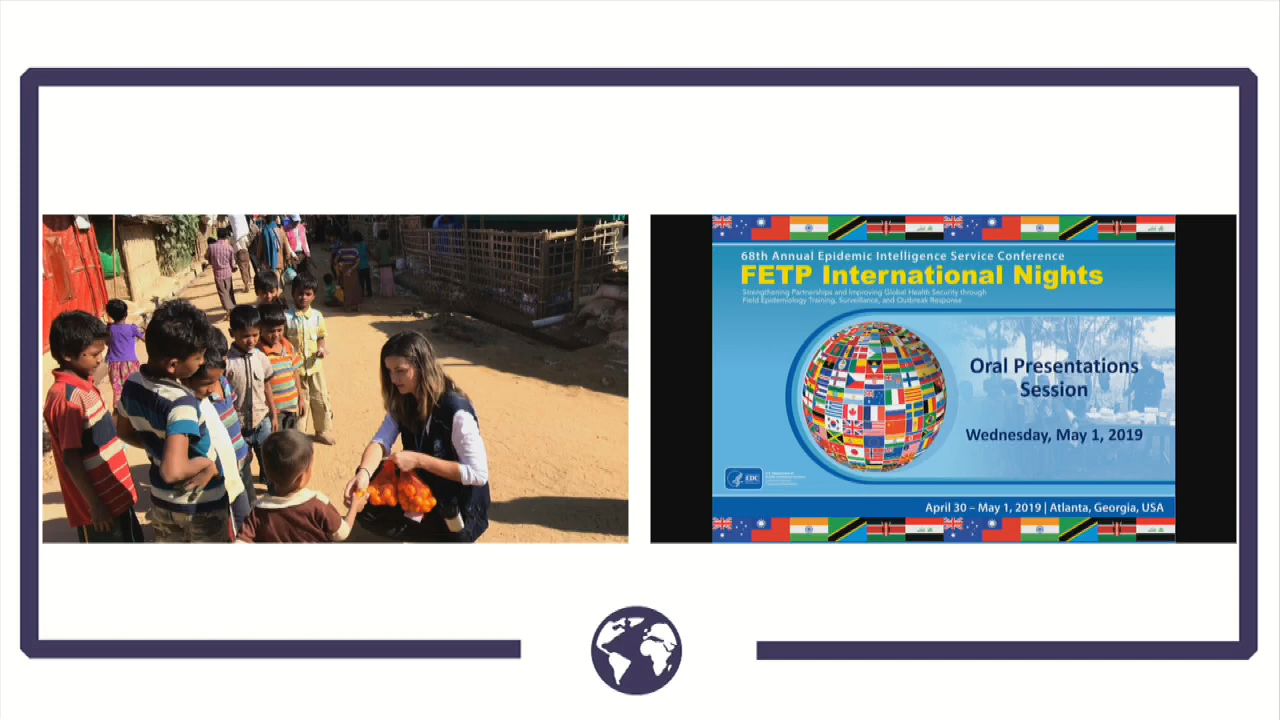 68th Annual Epidemic Intelligence Service Conference
FETP International Nights
Strengthening Partnerships and Improving Global Health Security through
Field Epidemiology Training, Surveillance, and Outbreak Response
Oral Presentations
Session
Wednesday, May 1, 2019
CDC
April 30 – May 1, 2019 | Atlanta, Georgia, USA